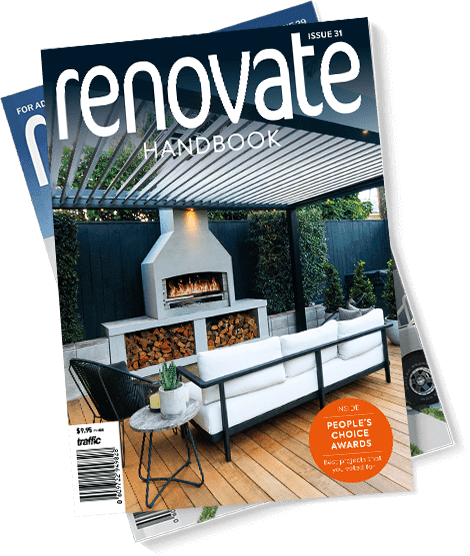 ISSUE 31
renovate
HANDBOOK
FOR AD
INSIDE
PEOPLE'S
CHOICE
AWARDS
Best projects that
you voted for
$9.95
traffic